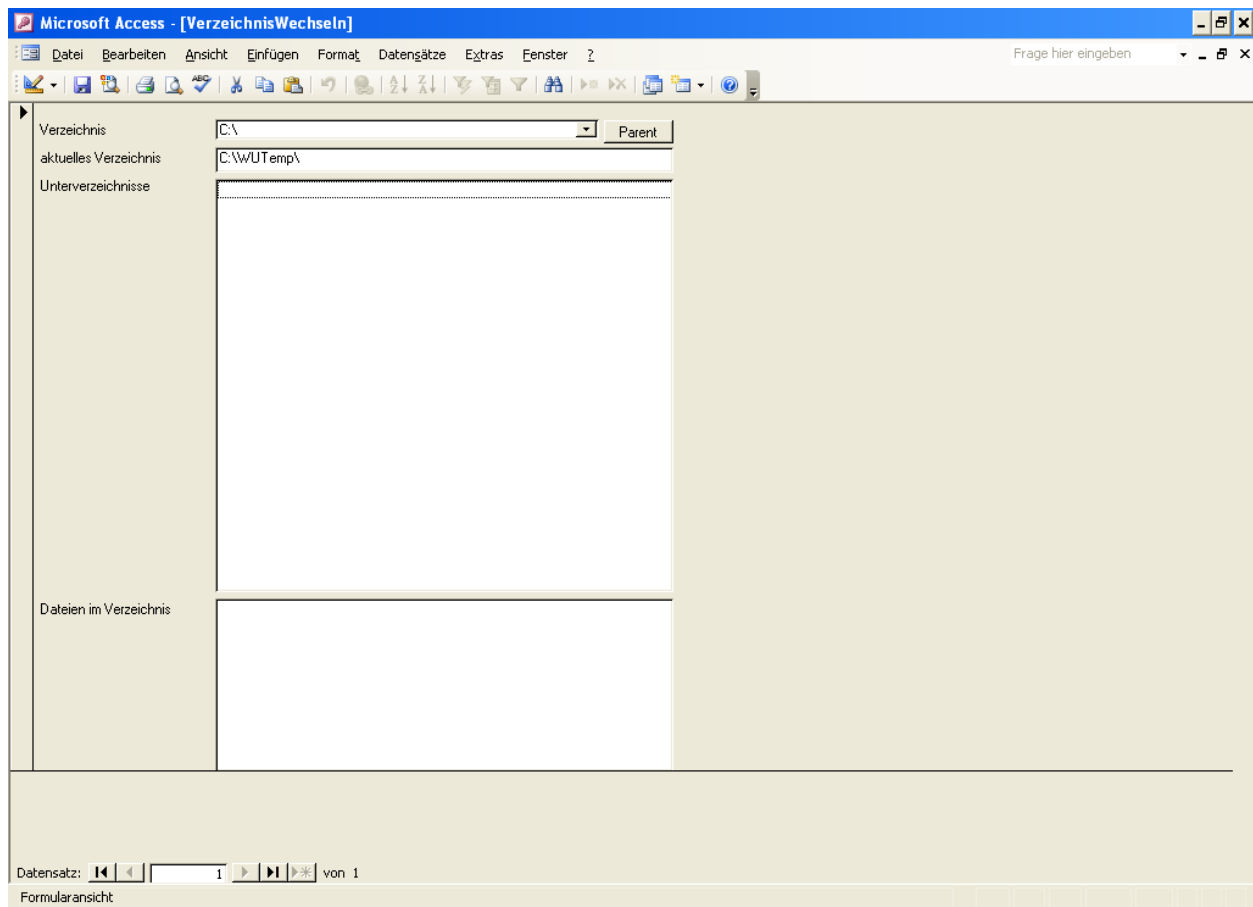 Microsoft Access - [VerzeichnisWechseln]
Datei Bearbeiten Ansicht Einfügen Format Datensätze Extras Fenster ? Frage hier eingeben
Verzeichnis C:\ Parent
aktuelles Verzeichnis C:\WUTemp\
Unterverzeichnisse
Dateien im Verzeichnis
Datensatz: 1 von 1
Formularansicht